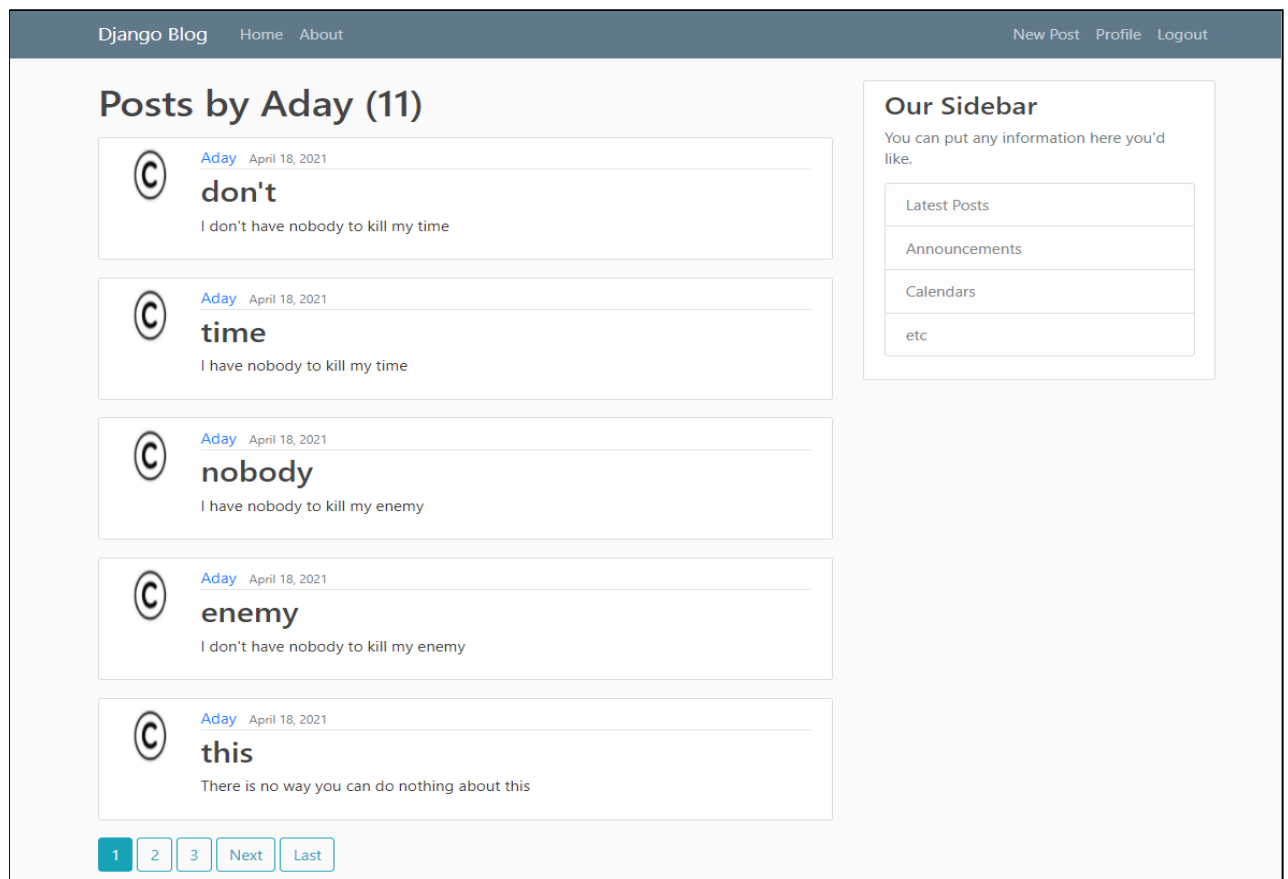 Django Blog Home About New Post Profile Logout
Posts by Aday (11)
Aday April 18, 2021
don't
I don't have nobody to kill my time
Aday April 18, 2021
time
I have nobody to kill my time
Aday April 18, 2021
nobody
I have nobody to kill my enemy
Aday April 18, 2021
enemy
I don't have nobody to kill my enemy
Aday April 18, 2021
this
There is no way you can do nothing about this
1 2 3 Next Last
Our Sidebar
You can put any information here you'd
like.
Latest Posts
Announcements
Calendars
etc